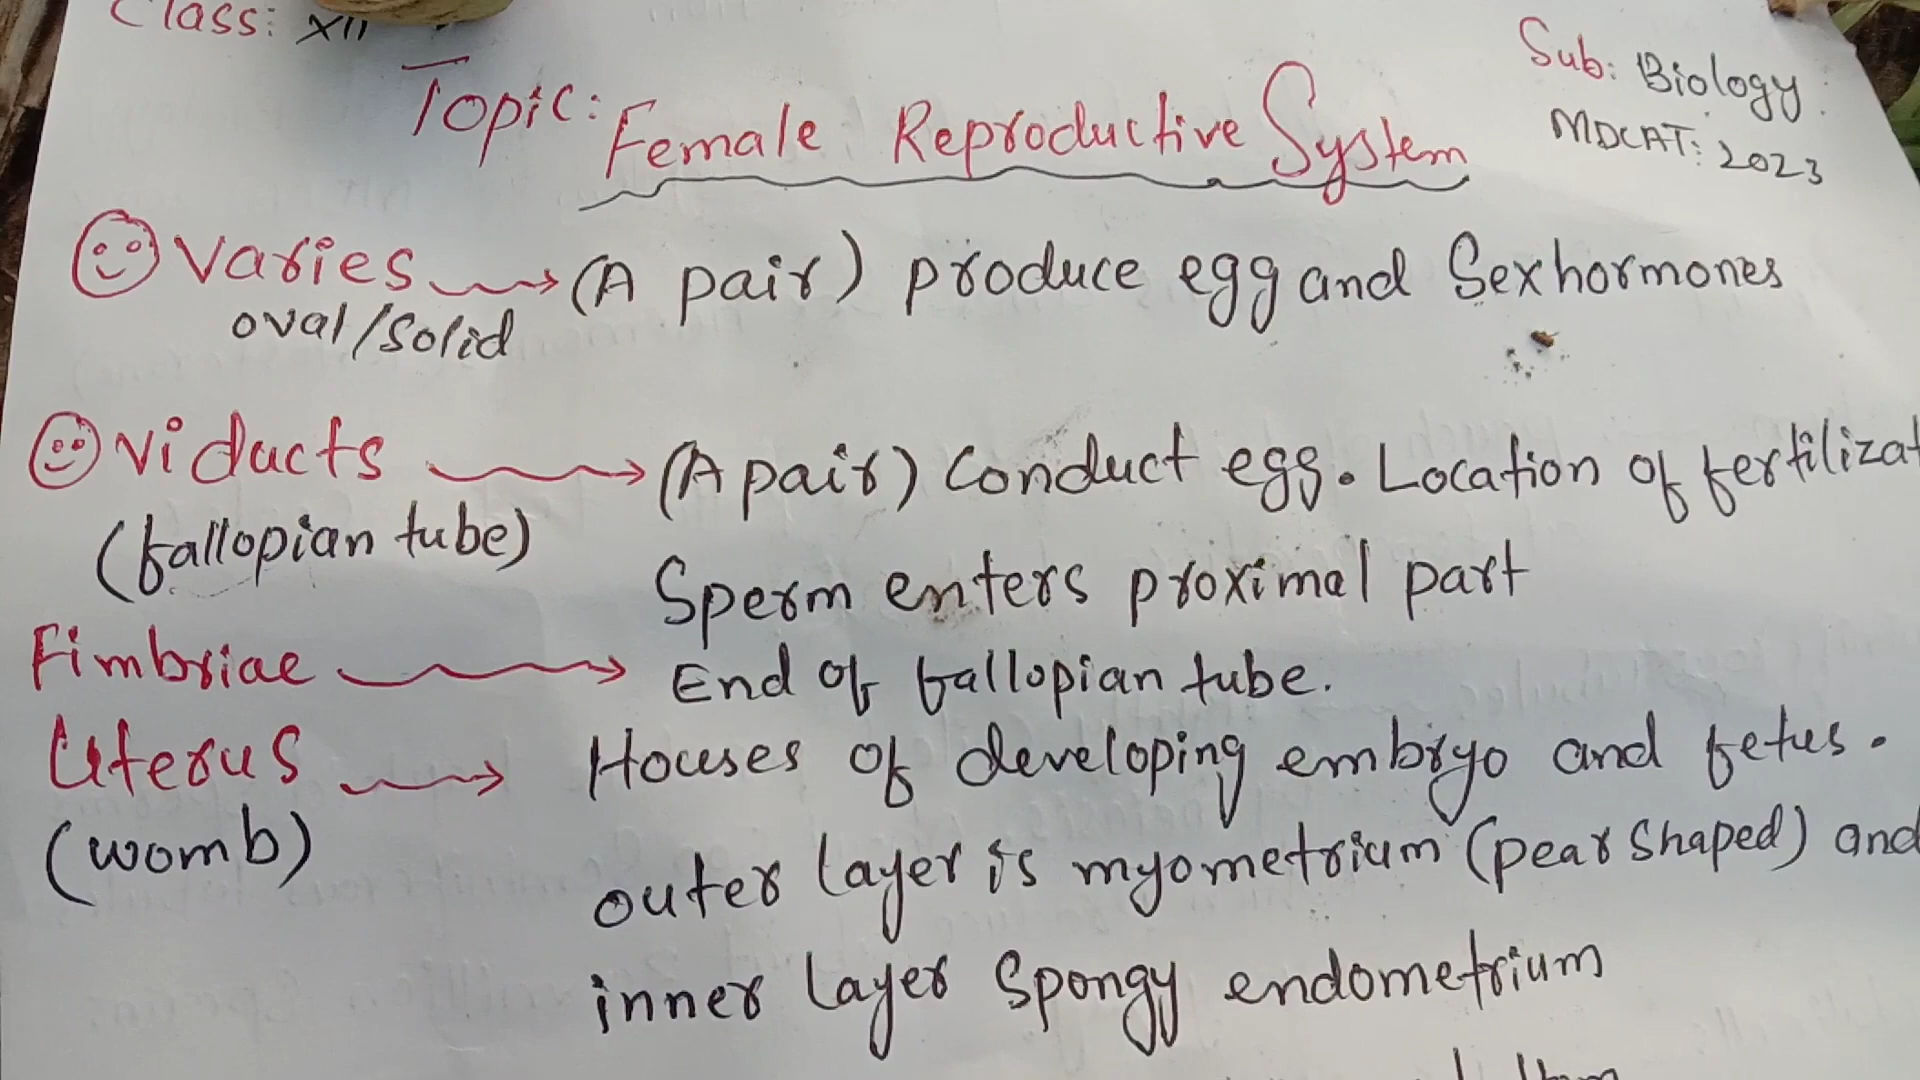 Class: XII
Sub: Biology
Topic: Female Reproductive System
MDCAT: 2023
Ovaries → (A pair) produce egg and Sex hormones
oval/Solid
Oviducts → (A pair) Conduct egg. Location of fertilizat
(fallopian tube)
Sperm enters proximal part
Fimbriae → End of fallopian tube.
Uterus → Houses of developing embryo and fetus.
(womb)
outer layer is myometrium (pear Shaped) and
inner layer Spongy endometrium